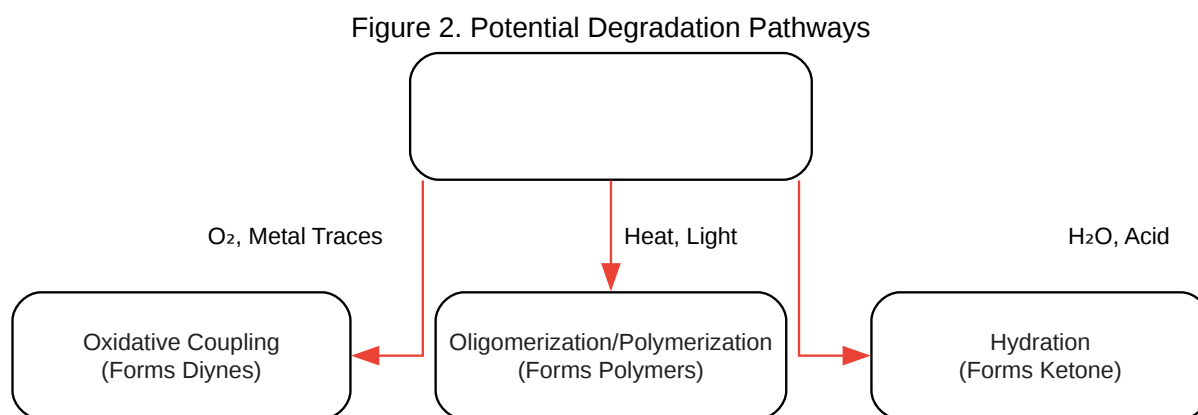 Figure 2. Potential Degradation Pathways
O₂, Metal Traces
Heat, Light
H₂O, Acid
Oxidative Coupling
(Forms Diynes)
Oligomerization/Polymerization
(Forms Polymers)
Hydration
(Forms Ketone)